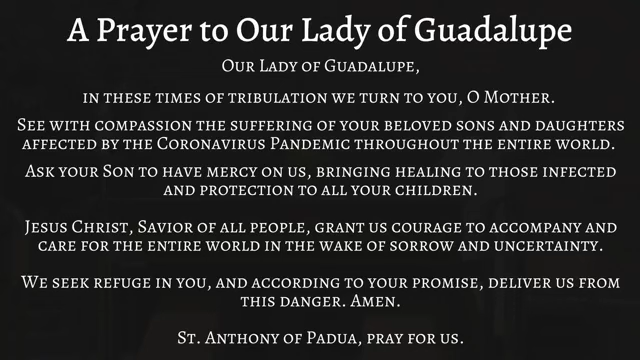 A Prayer to Our Lady of Guadalupe
Our Lady of Guadalupe,
in these times of tribulation we turn to you, O Mother.
See with compassion the suffering of your beloved sons and daughters
affected by the Coronavirus Pandemic throughout the entire world.
Ask your Son to have mercy on us, bringing healing to those infected
and protection to all your children.
Jesus Christ, Savior of all people, grant us courage to accompany and
care for the entire world in the wake of sorrow and uncertainty.
We seek refuge in you, and according to your promise, deliver us from
this danger. Amen.
St. Anthony of Padua, pray for us.